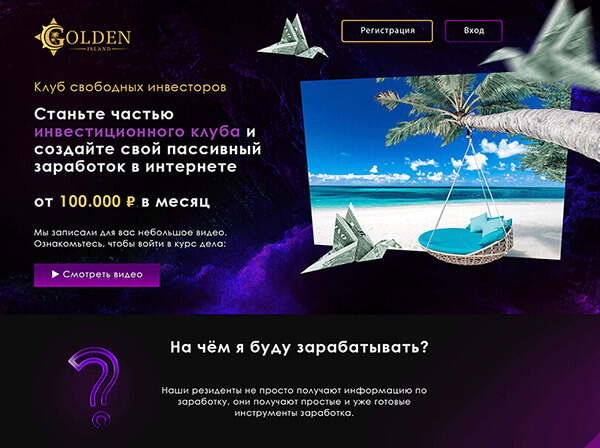 GOLDEN
ISLAND
Регистрация
Вход
Клуб свободных инвесторов
Станьте частью
инвестиционного клуба и
создайте свой пассивный
заработок в интернете
от 100.000 ₽ в месяц
Мы записали для вас небольшое видео.
Ознакомьтесь, чтобы войти в курс дела:
Смотреть видео
На чём я буду зарабатывать?
Наши резиденты не просто получают информацию по
заработку, они получают простые и уже готовые
инструменты заработка.